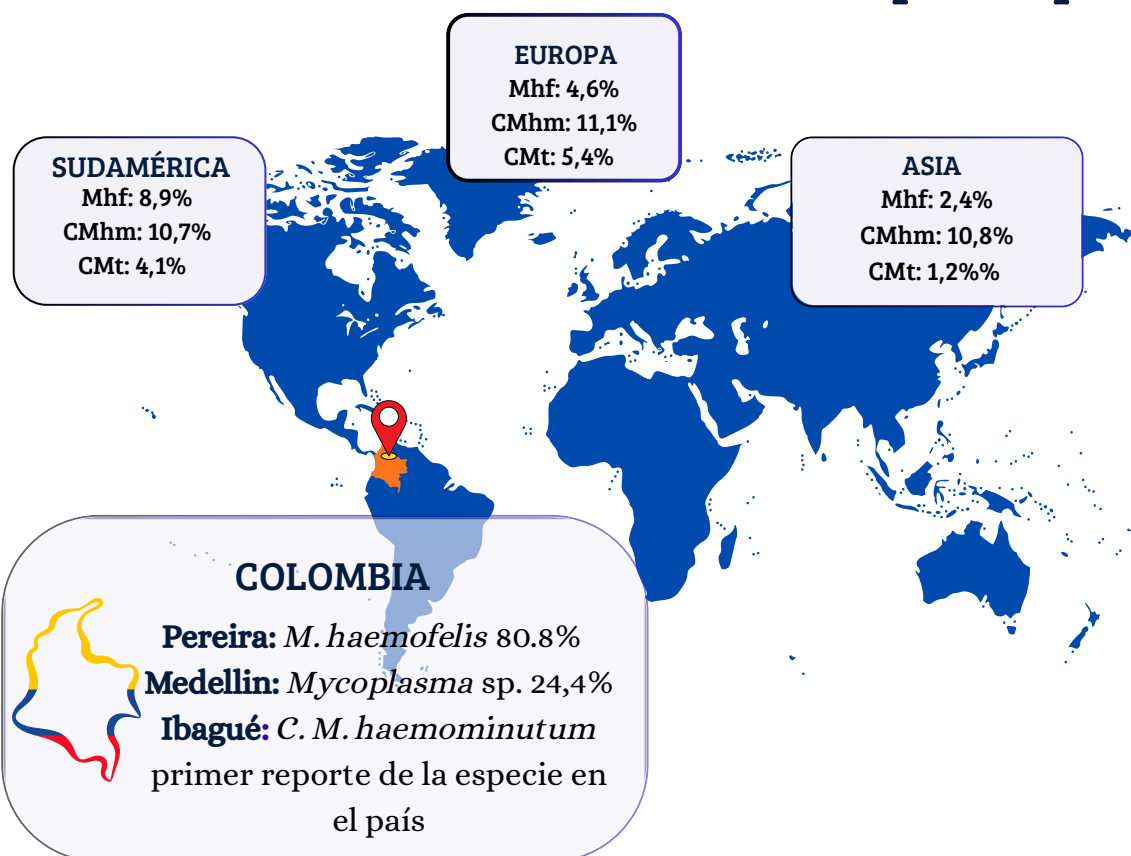 EUROPA
Mhf: 4,6%
CMhm: 11,1%
CMt: 5,4%
SUDAMÉRICA
Mhf: 8,9%
CMhm: 10,7%
CMt: 4,1%
ASIA
Mhf: 2,4%
CMhm: 10,8%
CMt: 1,2%%
COLOMBIA
Pereira: M. haemofelis 80.8%
Medellin: Mycoplasma sp. 24,4%
Ibagué: C. M. haemominutum
primer reporte de la especie en
el país